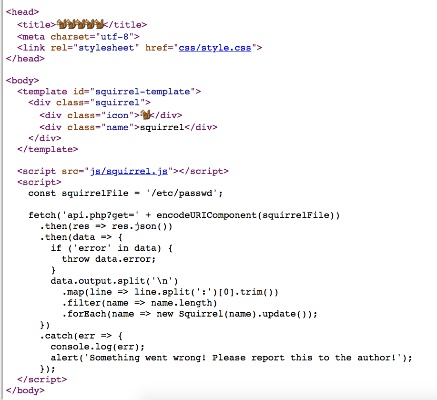 <head>
  <title>🐿🐿🐿🐿🐿</title>
  <meta charset="utf-8">
  <link rel="stylesheet" href="css/style.css">
</head>

<body>
  <template id="squirrel-template">
    <div class="squirrel">
      <div class="icon">🐿</div>
      <div class="name">squirrel</div>
    </div>
  </template>

  <script src="js/squirrel.js"></script>
  <script>
    const squirrelFile = '/etc/passwd';

    fetch('api.php?get=' + encodeURIComponent(squirrelFile))
      .then(res => res.json())
      .then(data => {
        if ('error' in data) {
          throw data.error;
        }
        data.output.split('\n')
          .map(line => line.split(':')[0].trim())
          .filter(name => name.length)
          .forEach(name => new Squirrel(name).update());
      })
      .catch(err => {
        console.log(err);
        alert('Something went wrong! Please report this to the author!');
      });
  </script>
</body>